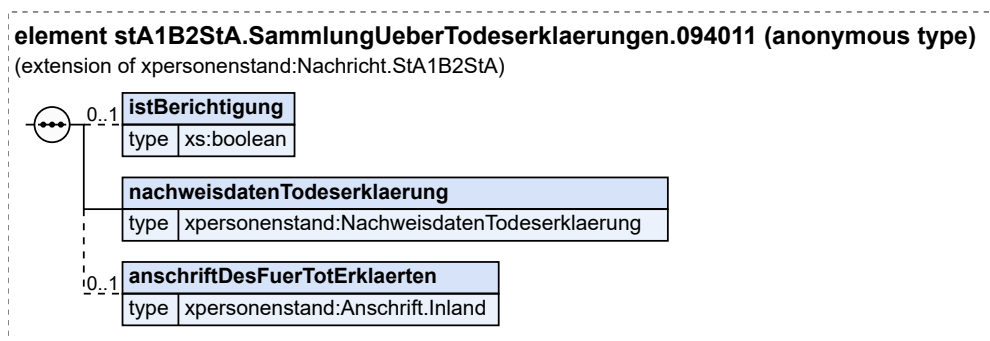 element stA1B2StA.SammlungUeberTodeserklaerungen.094011 (anonymous type)
(extension of xpersonenstand:Nachricht.StA1B2StA)
0..1 istBerichtigung
type xs:boolean
nachweisdatenTodeserklaerung
type xpersonenstand:NachweisdatenTodeserklaerung
0..1 anschriftDesFuerTotErklaerten
type xpersonenstand:Anschrift.Inland